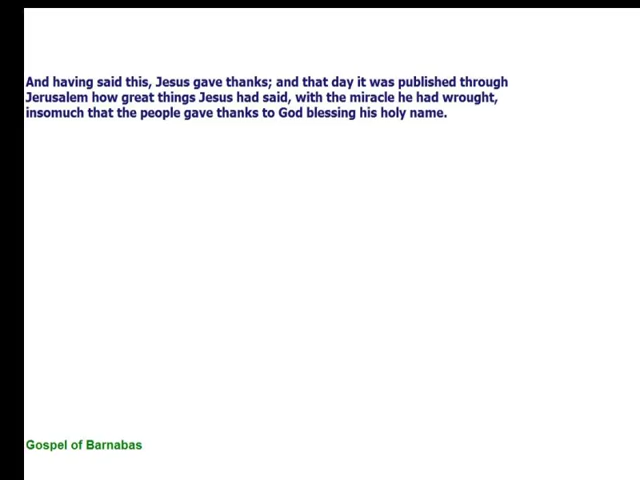 And having said this, Jesus gave thanks; and that day it was published through
Jerusalem how great things Jesus had said, with the miracle he had wrought,
insomuch that the people gave thanks to God blessing his holy name.
Gospel of Barnabas